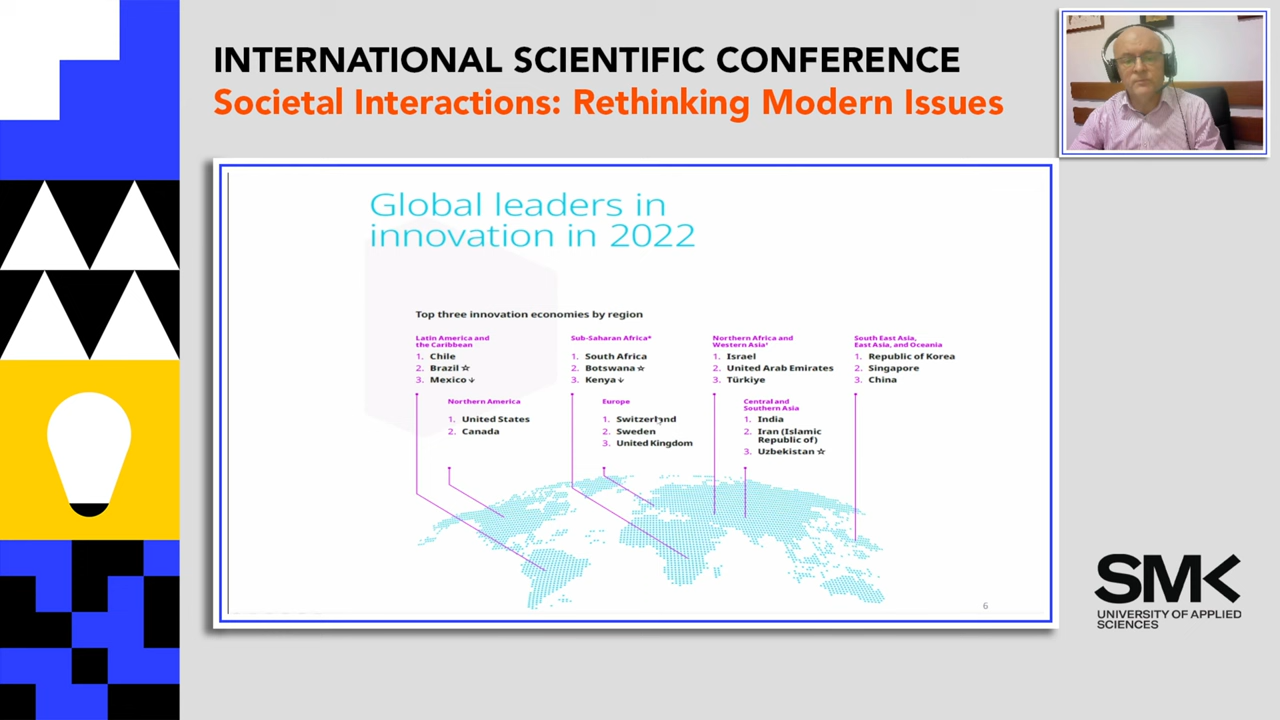 INTERNATIONAL SCIENTIFIC CONFERENCE
Societal Interactions: Rethinking Modern Issues
Global leaders in
innovation in 2022
Top three innovation economies by region
Latin America and
the Caribbean
1. Chile
2. Brazil ☆
3. Mexico ↓
Sub-Saharan Africa*
1. South Africa
2. Botswana ☆
3. Kenya ↓
Northern Africa and
Western Asia†
1. Israel
2. United Arab Emirates
3. Türkiye
South East Asia,
East Asia, and Oceania
1. Republic of Korea
2. Singapore
3. China
Northern America
1. United States
2. Canada
Europe
1. Switzerland
2. Sweden
3. United Kingdom
Central and
Southern Asia
1. India
2. Iran (Islamic
Republic of)
3. Uzbekistan ☆
6
SMK
UNIVERSITY OF APPLIED
SCIENCES